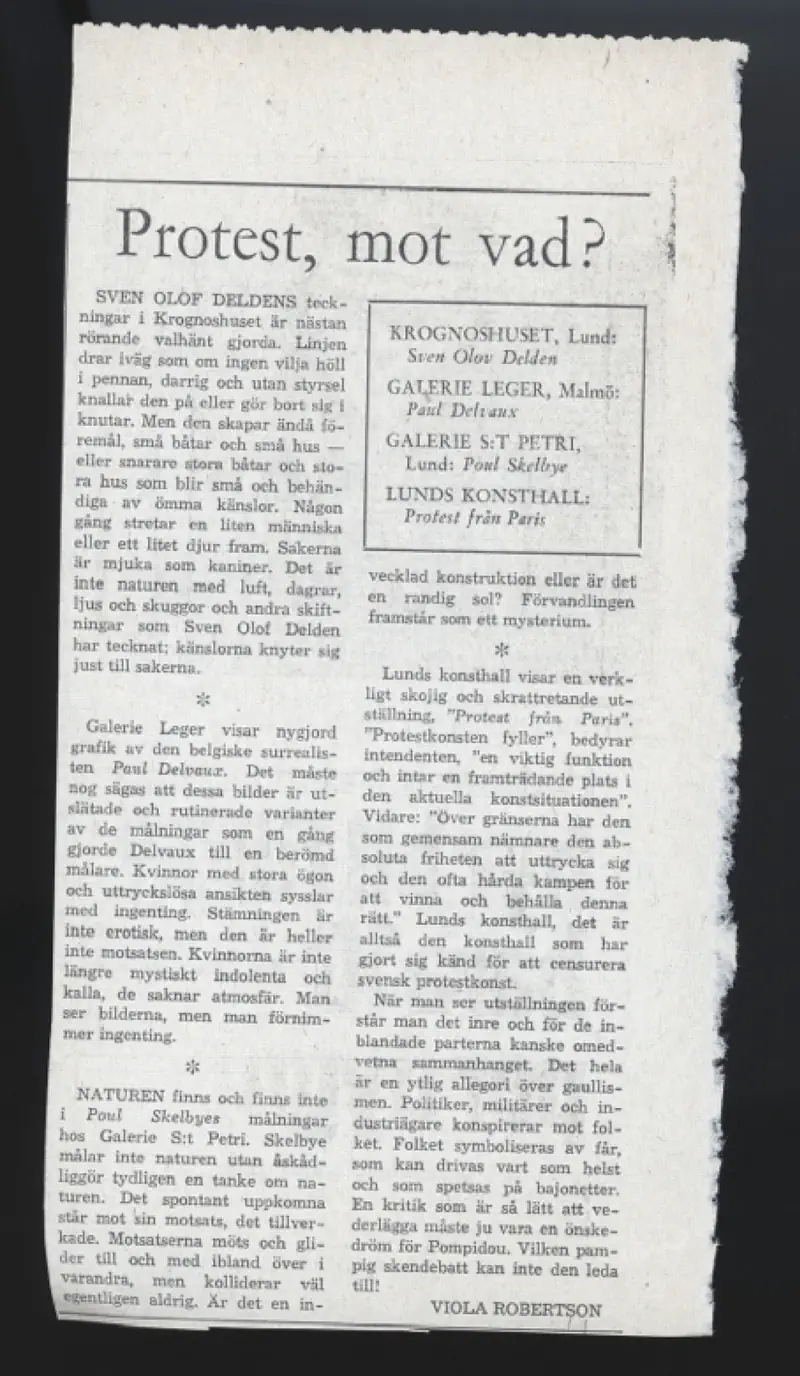 Protest, mot vad?
SVEN OLOF DELDENS teck-
ningar i Krognoshuset är nästan
rörande valhänt gjorda. Linjen
drar iväg som om ingen vilja höll
i pennan, darrig och utan styrsel
knallar den på eller gör bort sig i
knutar. Men den skapar ändå fö-
remål, små båtar och små hus —
eller snarare stora båtar och sto-
ra hus som blir små och behän-
diga av ömma känslor. Någon
gång stretar en liten människa
eller ett litet djur fram. Sakerna
är mjuka som kaniner. Det är
inte naturen med luft, dagrar,
ljus och skuggor och andra skift-
ningar som Sven Olof Delden
har tecknat; känslorna knyter sig
just till sakerna.
*
Galerie Leger visar nygjord
grafik av den belgiske surrealis-
ten Paul Delvaux. Det måste
nog sägas att dessa bilder är ut-
slätade och rutinerade varianter
av de målningar som en gång
gjorde Delvaux till en berömd
målare. Kvinnor med stora ögon
och uttryckslösa ansikten sysslar
med ingenting. Stämningen är
inte erotisk, men den är heller
inte motsatsen. Kvinnorna är inte
längre mystiskt indolenta och
kalla, de saknar atmosfär. Man
ser bilderna, men man förnim-
mer ingenting.
*
NATUREN finns och finns inte
i Poul Skelbyes målningar
hos Galerie S:t Petri. Skelbye
målar inte naturen utan åskåd-
liggör tydligen en tanke om na-
turen. Det spontant uppkomna
står mot sin motsats, det tillver-
kade. Motsatserna möts och gli-
der till och med ibland över i
varandra, men kolliderar väl
egentligen aldrig. Är det en in-
KROGNOSHUSET, Lund:
Sven Olov Delden
GALERIE LEGER, Malmö:
Paul Delvaux
GALERIE S:T PETRI,
Lund: Poul Skelbye
LUNDS KONSTHALL:
Protest från Paris
vecklad konstruktion eller är det
en randig sol? Förvandlingen
framstår som ett mysterium.
*
Lunds konsthall visar en verk-
ligt skojig och skrattretande ut-
ställning, "Protest från Paris".
"Protestkonsten fyller", bedyrar
intendenten, "en viktig funktion
och intar en framträdande plats i
den aktuella konstsituationen".
Vidare: "Över gränserna har den
som gemensam nämnare den ab-
soluta friheten att uttrycka sig
och den ofta hårda kampen för
att vinna och behålla denna
rätt." Lunds konsthall, det är
alltså den konsthall som har
gjort sig känd för att censurera
svensk protestkonst.
När man ser utställningen för-
står man det inre och för de in-
blandade parterna kanske omed-
vetna sammanhanget. Det hela
är en ytlig allegori över gaullis-
men. Politiker, militärer och in-
dustriägare konspirerar mot fol-
ket. Folket symboliseras av får,
som kan drivas vart som helst
och som spetsas på bajonetter.
En kritik som är så lätt att ve-
derlägga måste ju vara en önske-
dröm för Pompidou. Vilken pam-
pig skendebatt kan inte den leda
till!
VIOLA ROBERTSON